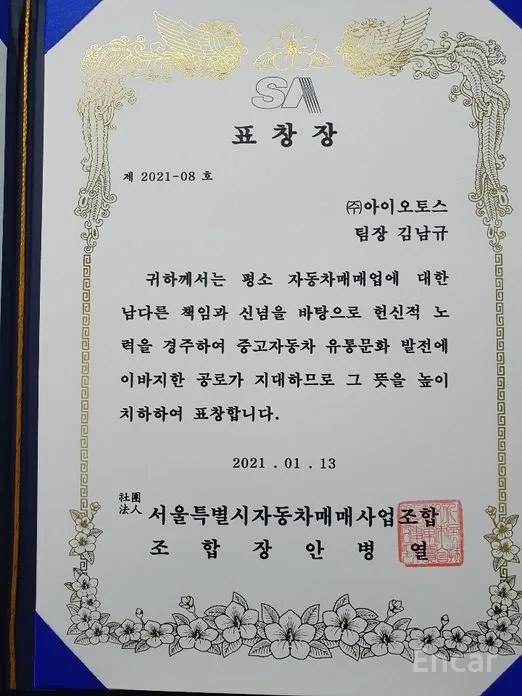 SA
표창장
제 2021-08 호
㈜아이오토스
팀장 김남규
귀하께서는 평소 자동차매매업에 대한
남다른 책임과 신념을 바탕으로 헌신적 노
력을 경주하여 중고자동차 유통문화 발전에
이바지한 공로가 지대하므로 그 뜻을 높이
치하하여 표창합니다.
2021 . 01 . 13
社團
法人 서울특별시자동차매매사업조합
조 합 장 안 병 열
Encar